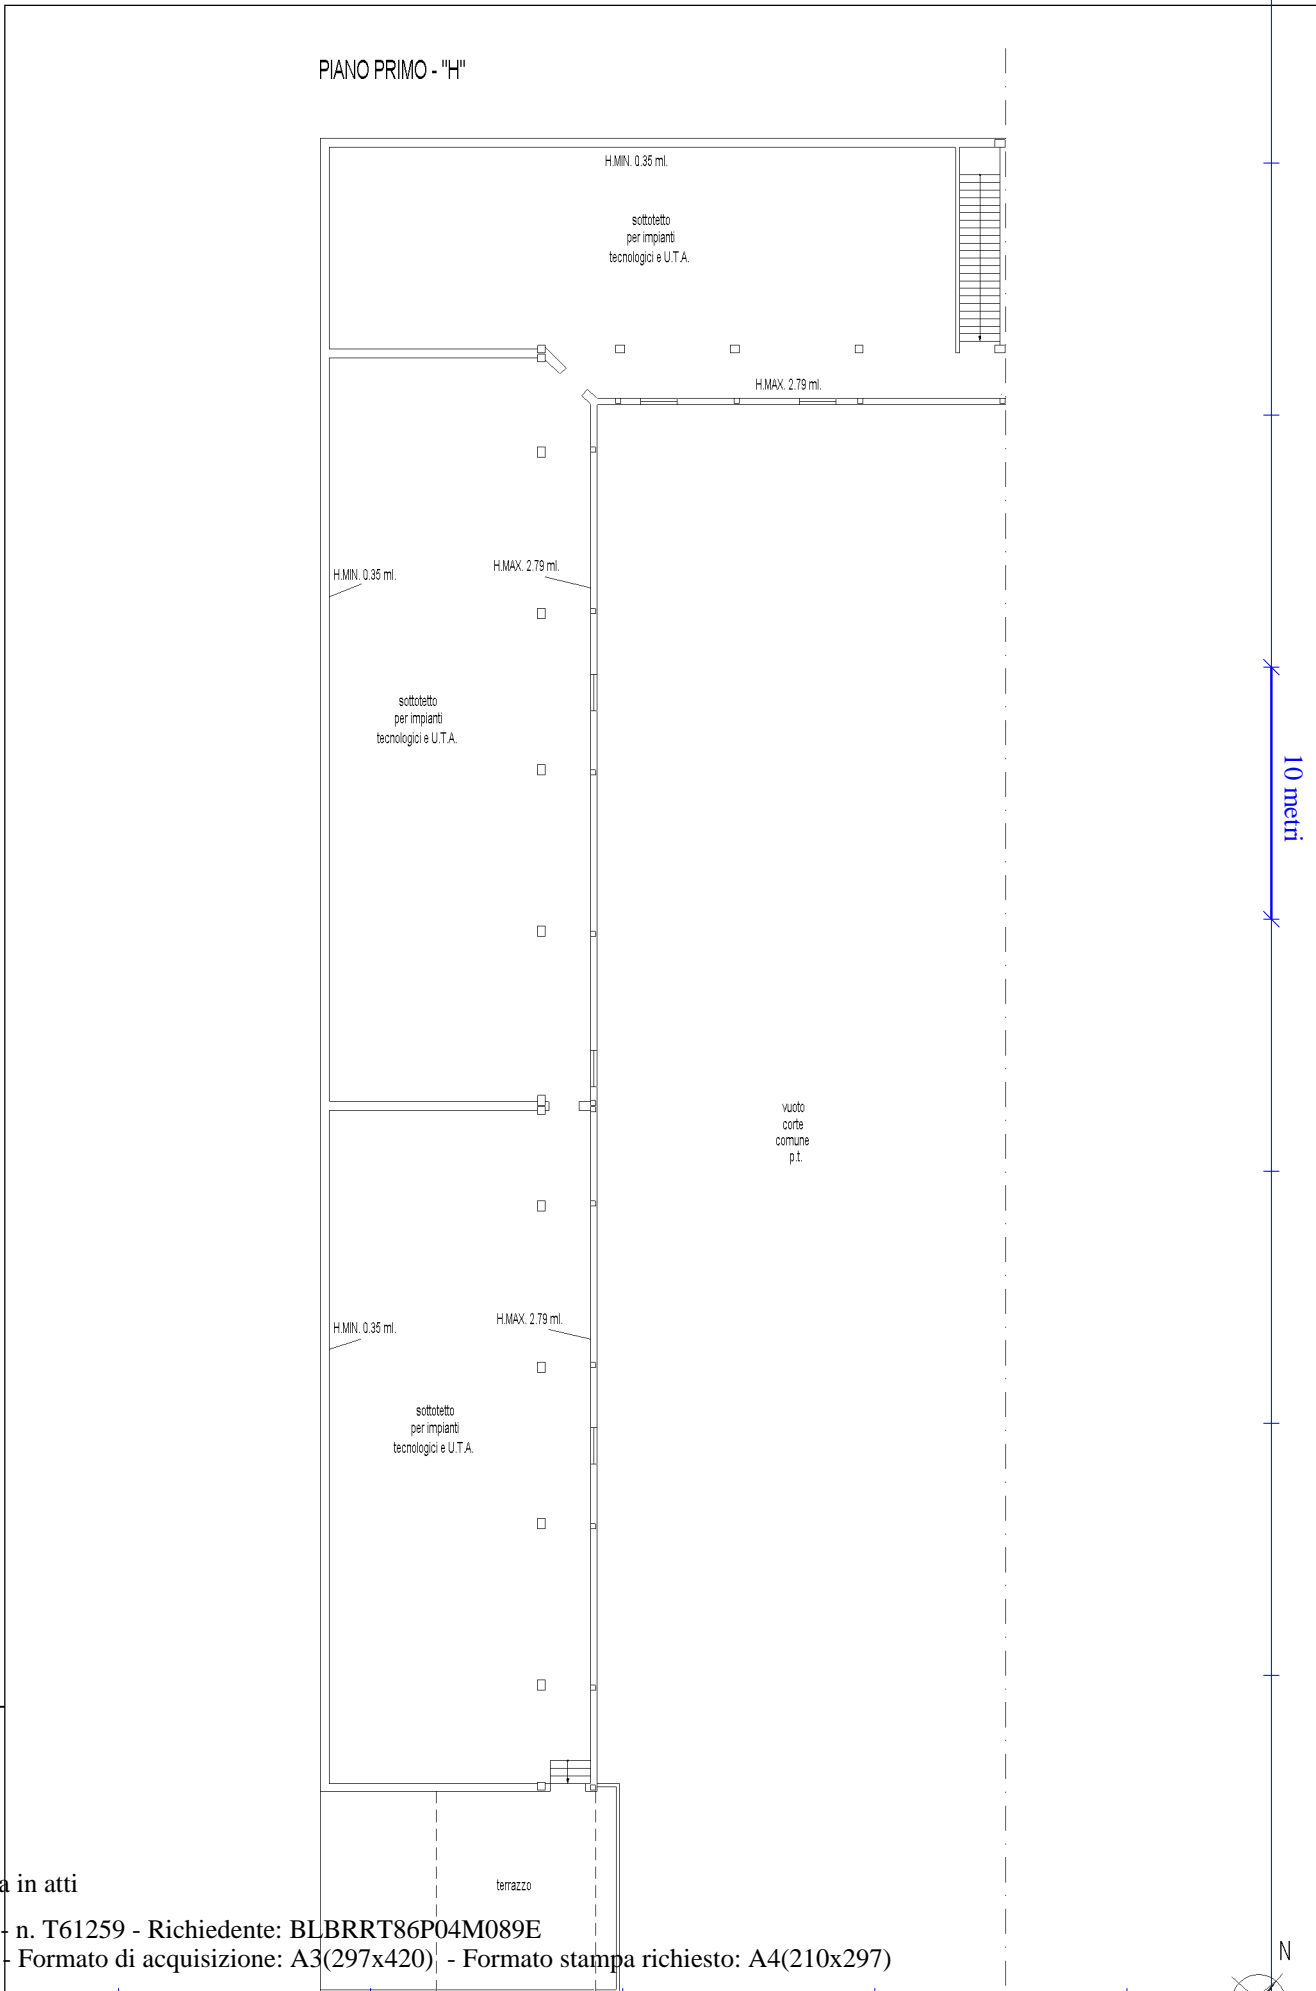 PIANO PRIMO - "H"
H.MIN. 0.35 ml.
sottotetto
per impianti
tecnologici e U.T.A.
H.MAX. 2.79 ml.
H.MIN. 0.35 ml.
H.MAX. 2.79 ml.
sottotetto
per impianti
tecnologici e U.T.A.
10 metri
vuoto
corte
comune
p.t.
H.MIN. 0.35 ml.
H.MAX. 2.79 ml.
sottotetto
per impianti
tecnologici e U.T.A.
terrazzo
a in atti
- n. T61259 - Richiedente: BLBRRT86P04M089E
- Formato di acquisizione: A3(297x420) - Formato stampa richiesto: A4(210x297)
N